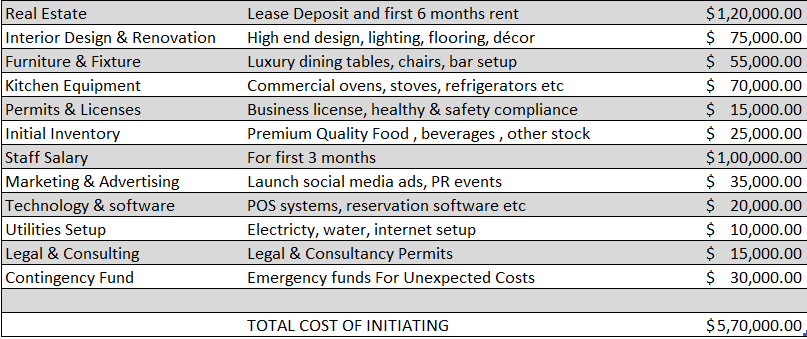 Real Estate Lease Deposit and first 6 months rent $1,20,000.00
Interior Design & Renovation High end design, lighting, flooring, décor $ 75,000.00
Furniture & Fixture Luxury dining tables, chairs, bar setup $ 55,000.00
Kitchen Equipment Commercial ovens, stoves, refrigerators etc $ 70,000.00
Permits & Licenses Business license, healthy & safety compliance $ 15,000.00
Initial Inventory Premium Quality Food , beverages , other stock $ 25,000.00
Staff Salary For first 3 months $1,00,000.00
Marketing & Advertising Launch social media ads, PR events $ 35,000.00
Technology & software POS systems, reservation software etc $ 20,000.00
Utilities Setup Electricty, water, internet setup $ 10,000.00
Legal & Consulting Legal & Consultancy Permits $ 15,000.00
Contingency Fund Emergency funds For Unexpected Costs $ 30,000.00
TOTAL COST OF INITIATING $5,70,000.00